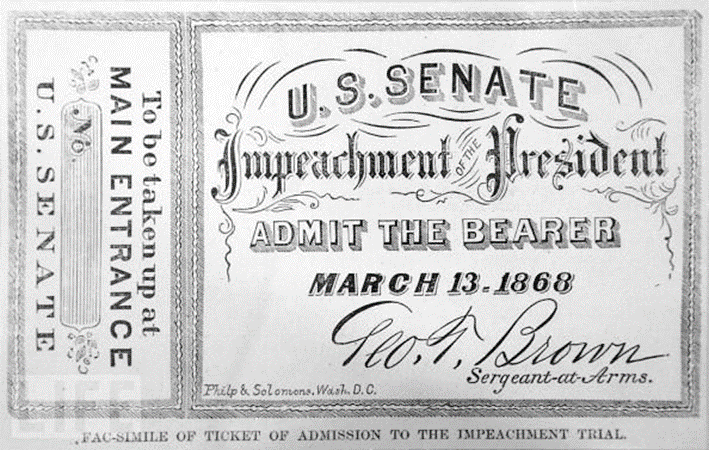 To be taken up at
MAIN ENTRANCE
No.
U.S. SENATE
U.S. SENATE
Impeachment OF THE President
ADMIT THE BEARER
MARCH 13. 1868
Geo. T. Brown
Sergeant-at-Arms.
Philp & Solomons. Wash. D.C.
LIFE
FAC-SIMILE OF TICKET OF ADMISSION TO THE IMPEACHMENT TRIAL.